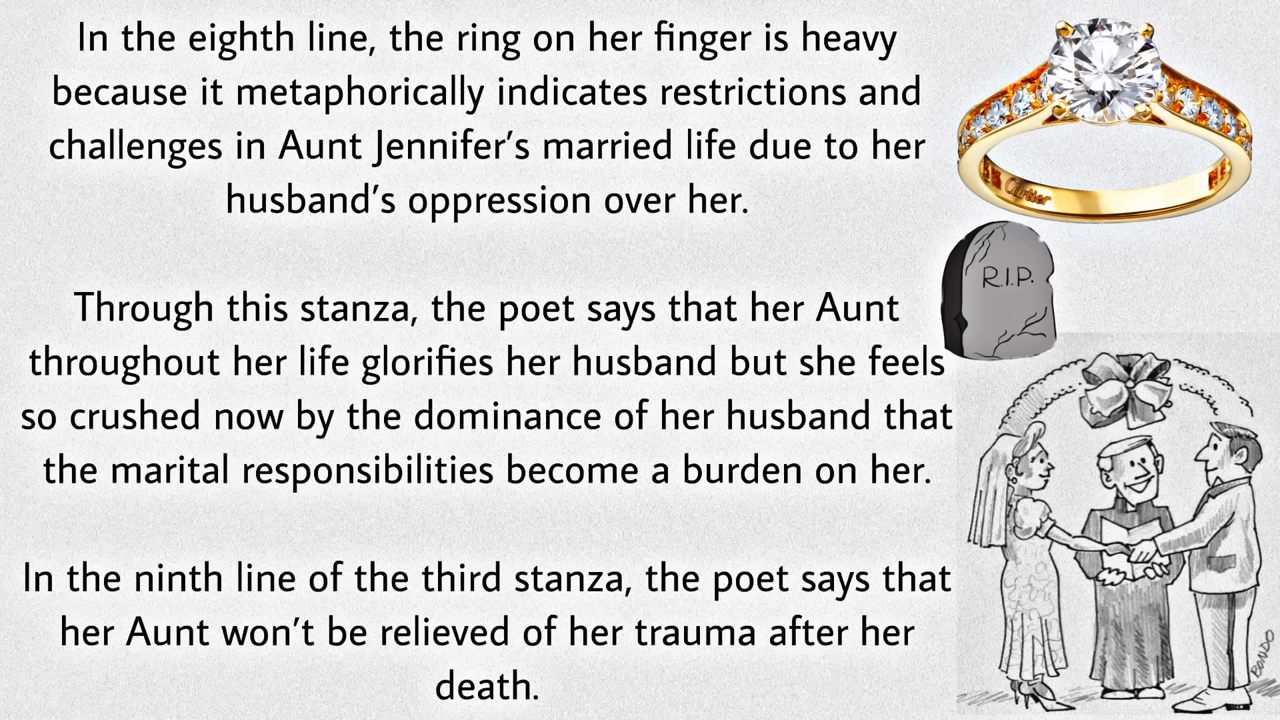 In the eighth line, the ring on her finger is heavy
because it metaphorically indicates restrictions and
challenges in Aunt Jennifer’s married life due to her
husband’s oppression over her.
Through this stanza, the poet says that her Aunt
throughout her life glorifies her husband but she feels
so crushed now by the dominance of her husband that
the marital responsibilities become a burden on her.
In the ninth line of the third stanza, the poet says that
her Aunt won’t be relieved of her trauma after her
death.
Cartier
R.I.P.
BONDO